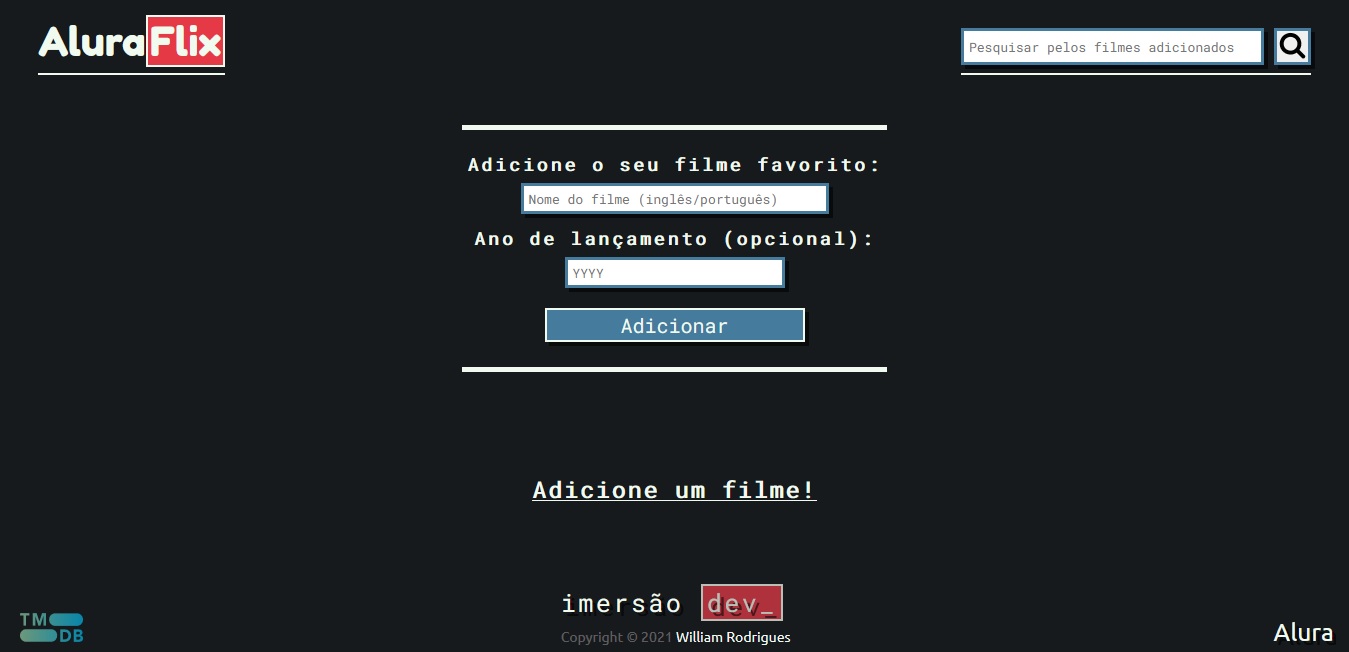 AluraFlix
Pesquisar pelos filmes adicionados
Adicione o seu filme favorito:
Nome do filme (inglês/português)
Ano de lançamento (opcional):
YYYY
Adicionar
Adicione um filme!
imersão dev_
Copyright © 2021 William Rodrigues
TM
DB
Alura